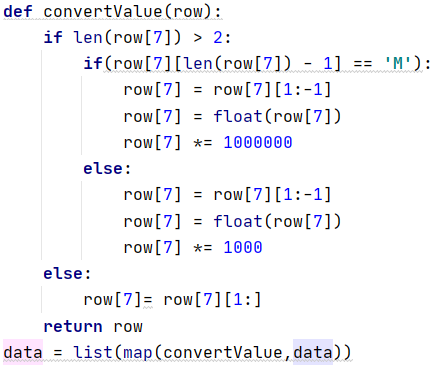 def convertValue(row):
    if len(row[7]) > 2:
        if(row[7][len(row[7]) - 1] == 'M'):
            row[7] = row[7][1:-1]
            row[7] = float(row[7])
            row[7] *= 1000000
        else:
            row[7] = row[7][1:-1]
            row[7] = float(row[7])
            row[7] *= 1000
    else:
        row[7]= row[7][1:]
    return row
data = list(map(convertValue,data))